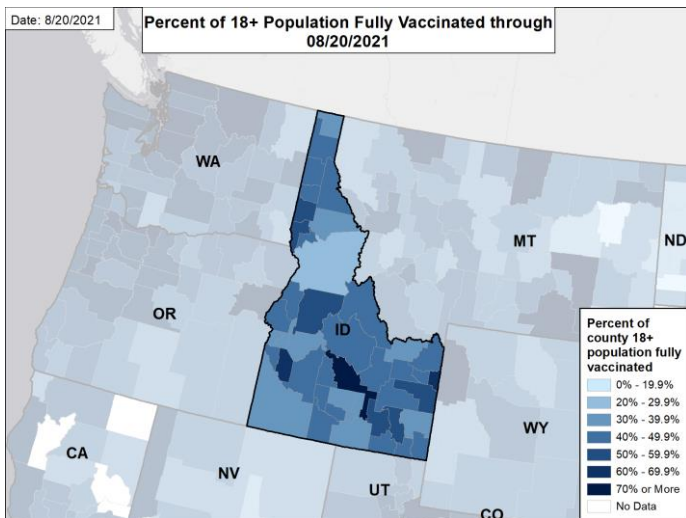 Date: 8/20/2021
Percent of 18+ Population Fully Vaccinated through
08/20/2021
WA
MT
ND
OR
ID
WY
CA
NV
UT
CO
Percent of
county 18+
population fully
vaccinated
0% - 19.9%
20% - 29.9%
30% - 39.9%
40% - 49.9%
50% - 59.9%
60% - 69.9%
70% or More
No Data